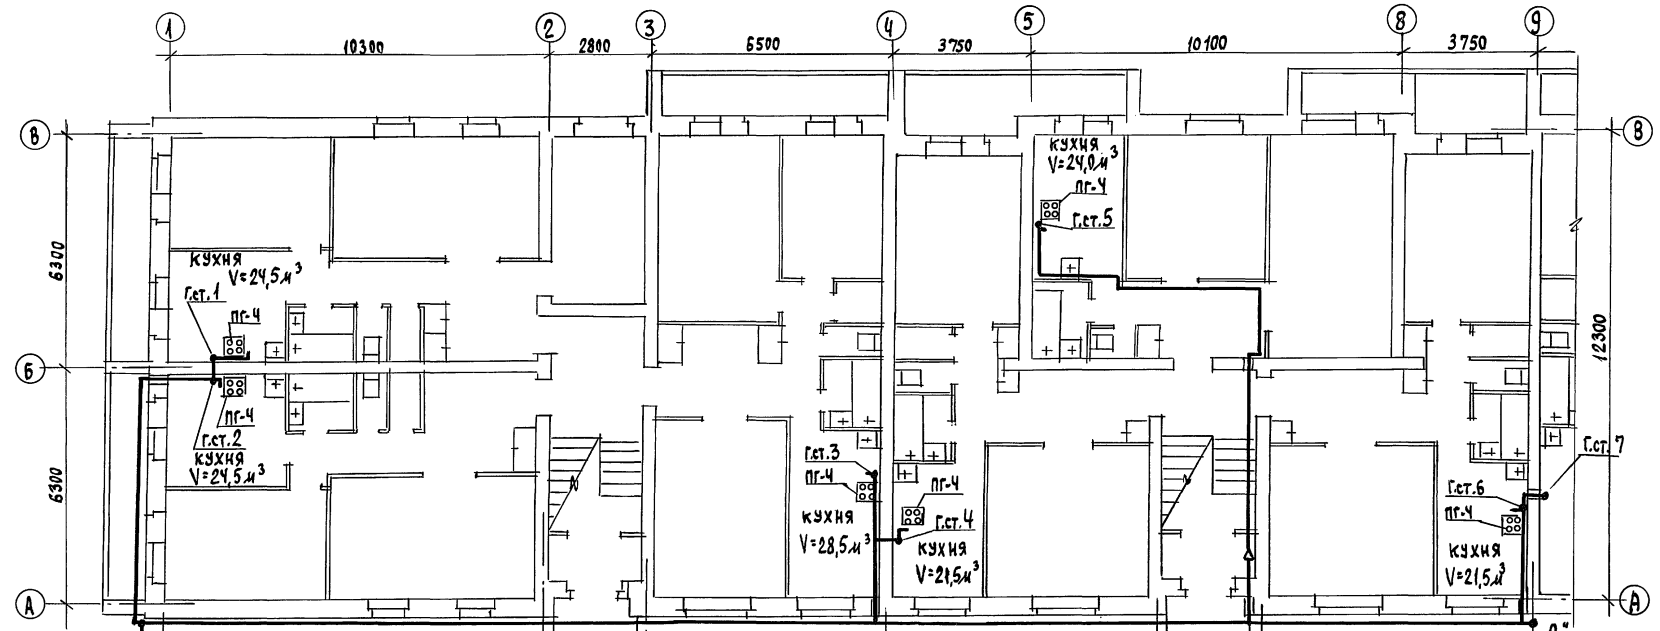 1 2 3 4 5 8 9
10300 2800 6500 3750 10100 3750
В
В
6300
12300
Б
6300
А
А
КУХНЯ
V=24,5м³
Г.ст.1
ПГ-4
ПГ-4
Г.ст.2
КУХНЯ
V=24,5м³
Г.ст.3
ПГ-4
КУХНЯ
V=28,5м³
ПГ-4
Г.ст.4
КУХНЯ
V=21,5м³
КУХНЯ
V=24,0м³
ПГ-4
Г.ст.5
Г.ст.6
ПГ-4
КУХНЯ
V=21,5м³
Г.ст.7